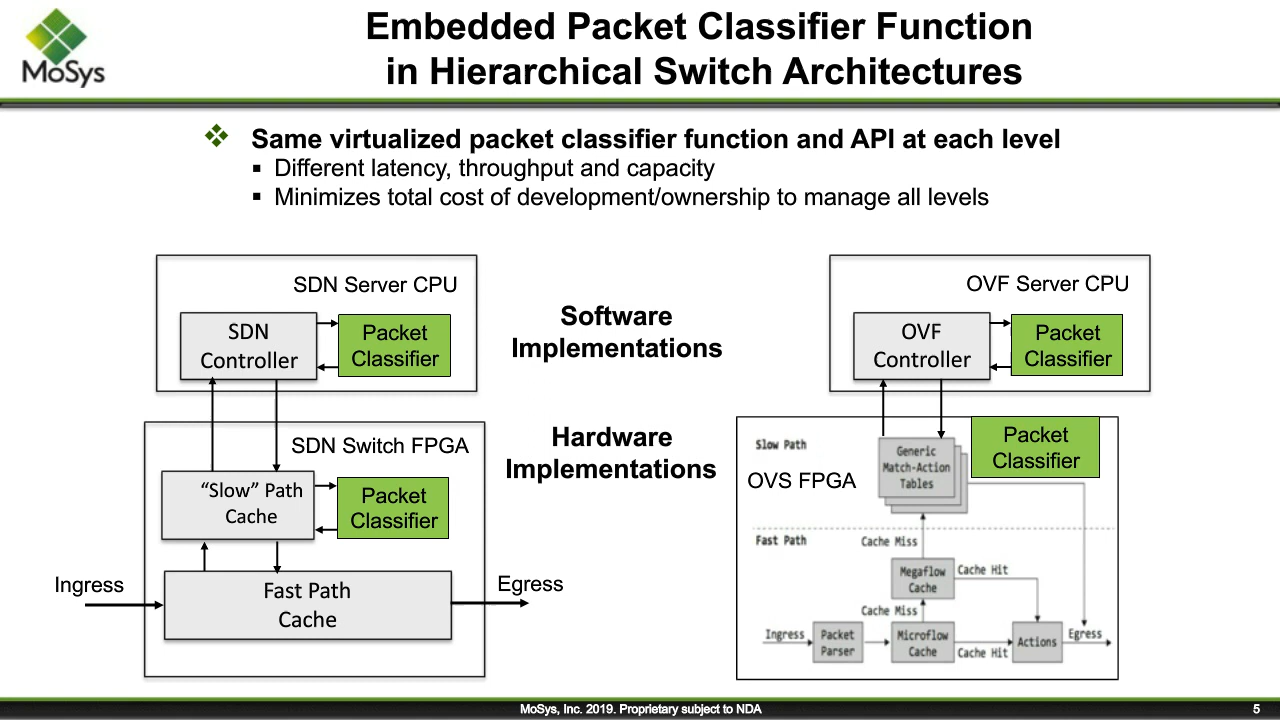 MoSys
Embedded Packet Classifier Function
in Hierarchical Switch Architectures
Same virtualized packet classifier function and API at each level
Different latency, throughput and capacity
Minimizes total cost of development/ownership to manage all levels
SDN Server CPU
SDN
Controller
Packet
Classifier
Software
Implementations
OVF Server CPU
OVF
Controller
Packet
Classifier
SDN Switch FPGA
“Slow” Path
Cache
Packet
Classifier
Fast Path
Cache
Ingress
Egress
Hardware
Implementations
Slow Path
OVS FPGA
Generic
Match-Action
Tables
Packet
Classifier
Fast Path
Cache Miss
Megaflow
Cache
Cache Hit
Cache Miss
Ingress
Packet
Parser
Microflow
Cache
Cache Hit
Actions
Egress
MoSys, Inc. 2019. Proprietary subject to NDA
5